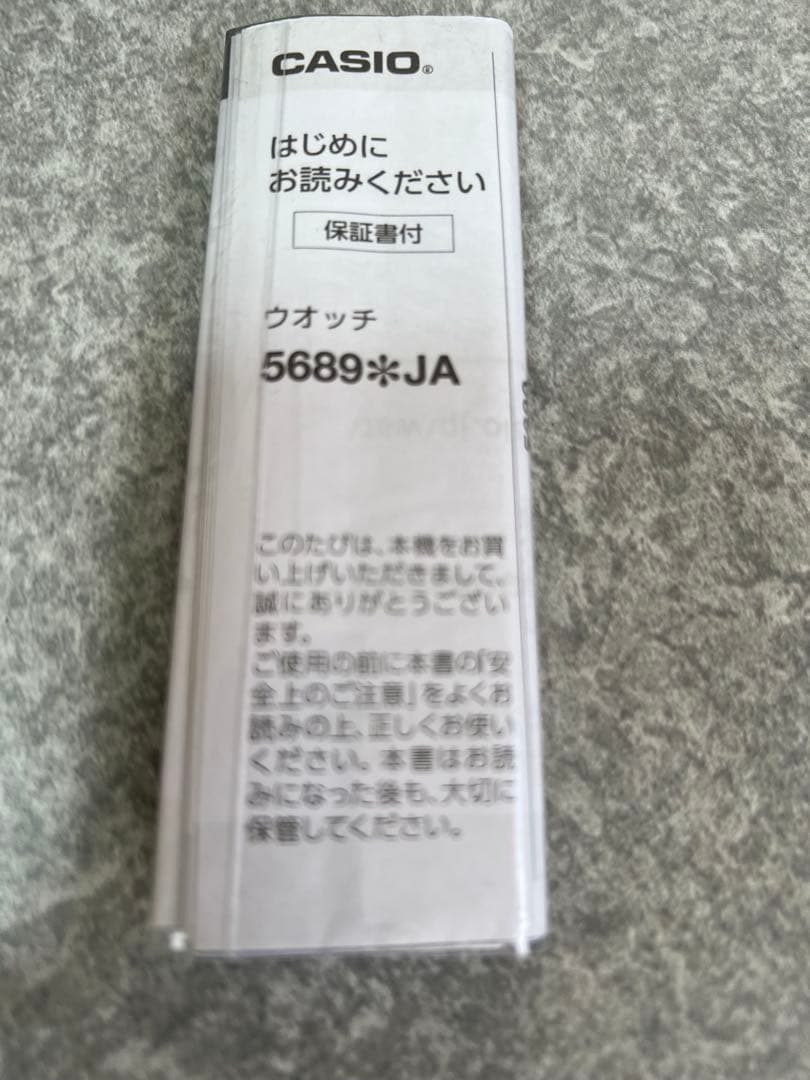 CASIO®
はじめに
お読みください
保証書付
ウオッチ
5689✻JA
このたびは、本機をお買
い上げいただきまして、
誠にありがとうござい
ます。
ご使用の前に本書の「安
全上のご注意」をよくお
読みの上、正しくお使い
ください。本書はお読
みになった後も、大切に
保管してください。